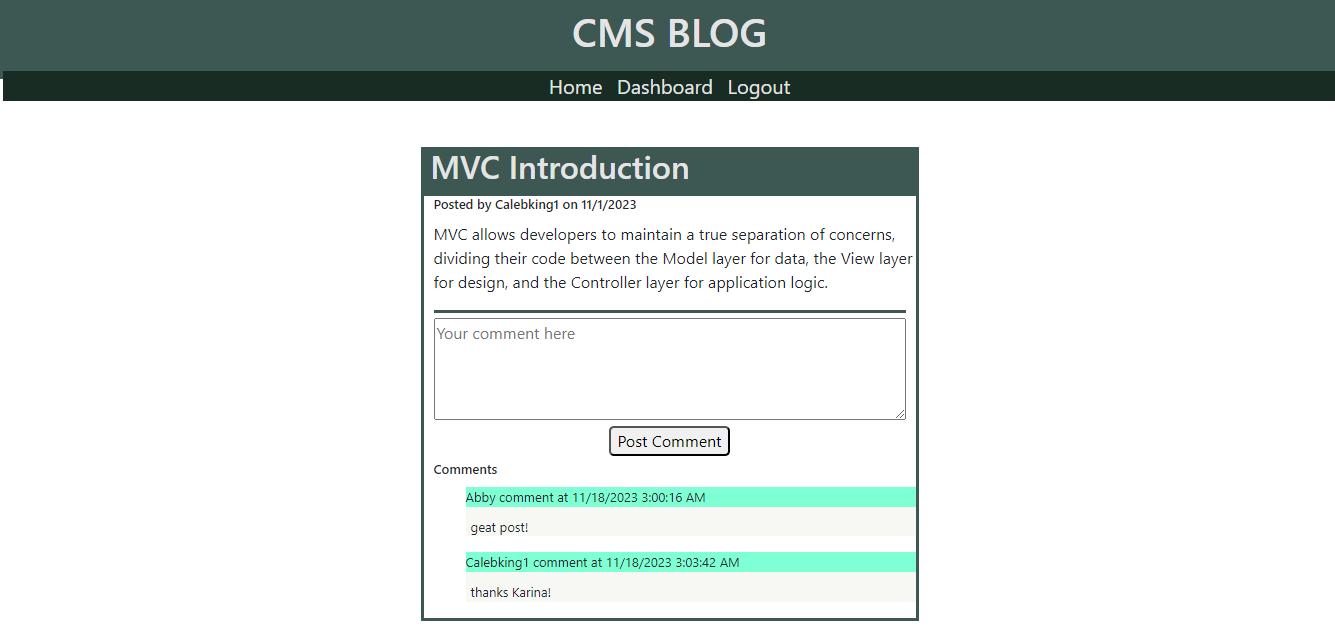 CMS BLOG
Home Dashboard Logout
MVC Introduction
Posted by Calebking1 on 11/1/2023
MVC allows developers to maintain a true separation of concerns,
dividing their code between the Model layer for data, the View layer
for design, and the Controller layer for application logic.
Your comment here
Post Comment
Comments
Abby comment at 11/18/2023 3:00:16 AM
geat post!
Calebking1 comment at 11/18/2023 3:03:42 AM
thanks Karina!